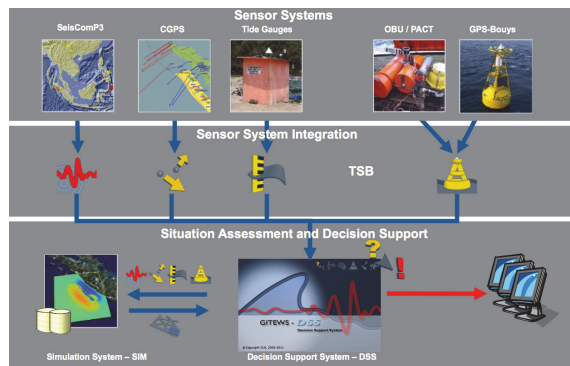 Sensor Systems
SeisComP3
CGPS
Tide Gauges
OBU / PACT
GPS-Bouys
Sensor System Integration
TSB
Situation Assessment and Decision Support
? !
GITEWS - DSS
Decision Support System
Simulation System – SIM
Decision Support System – DSS